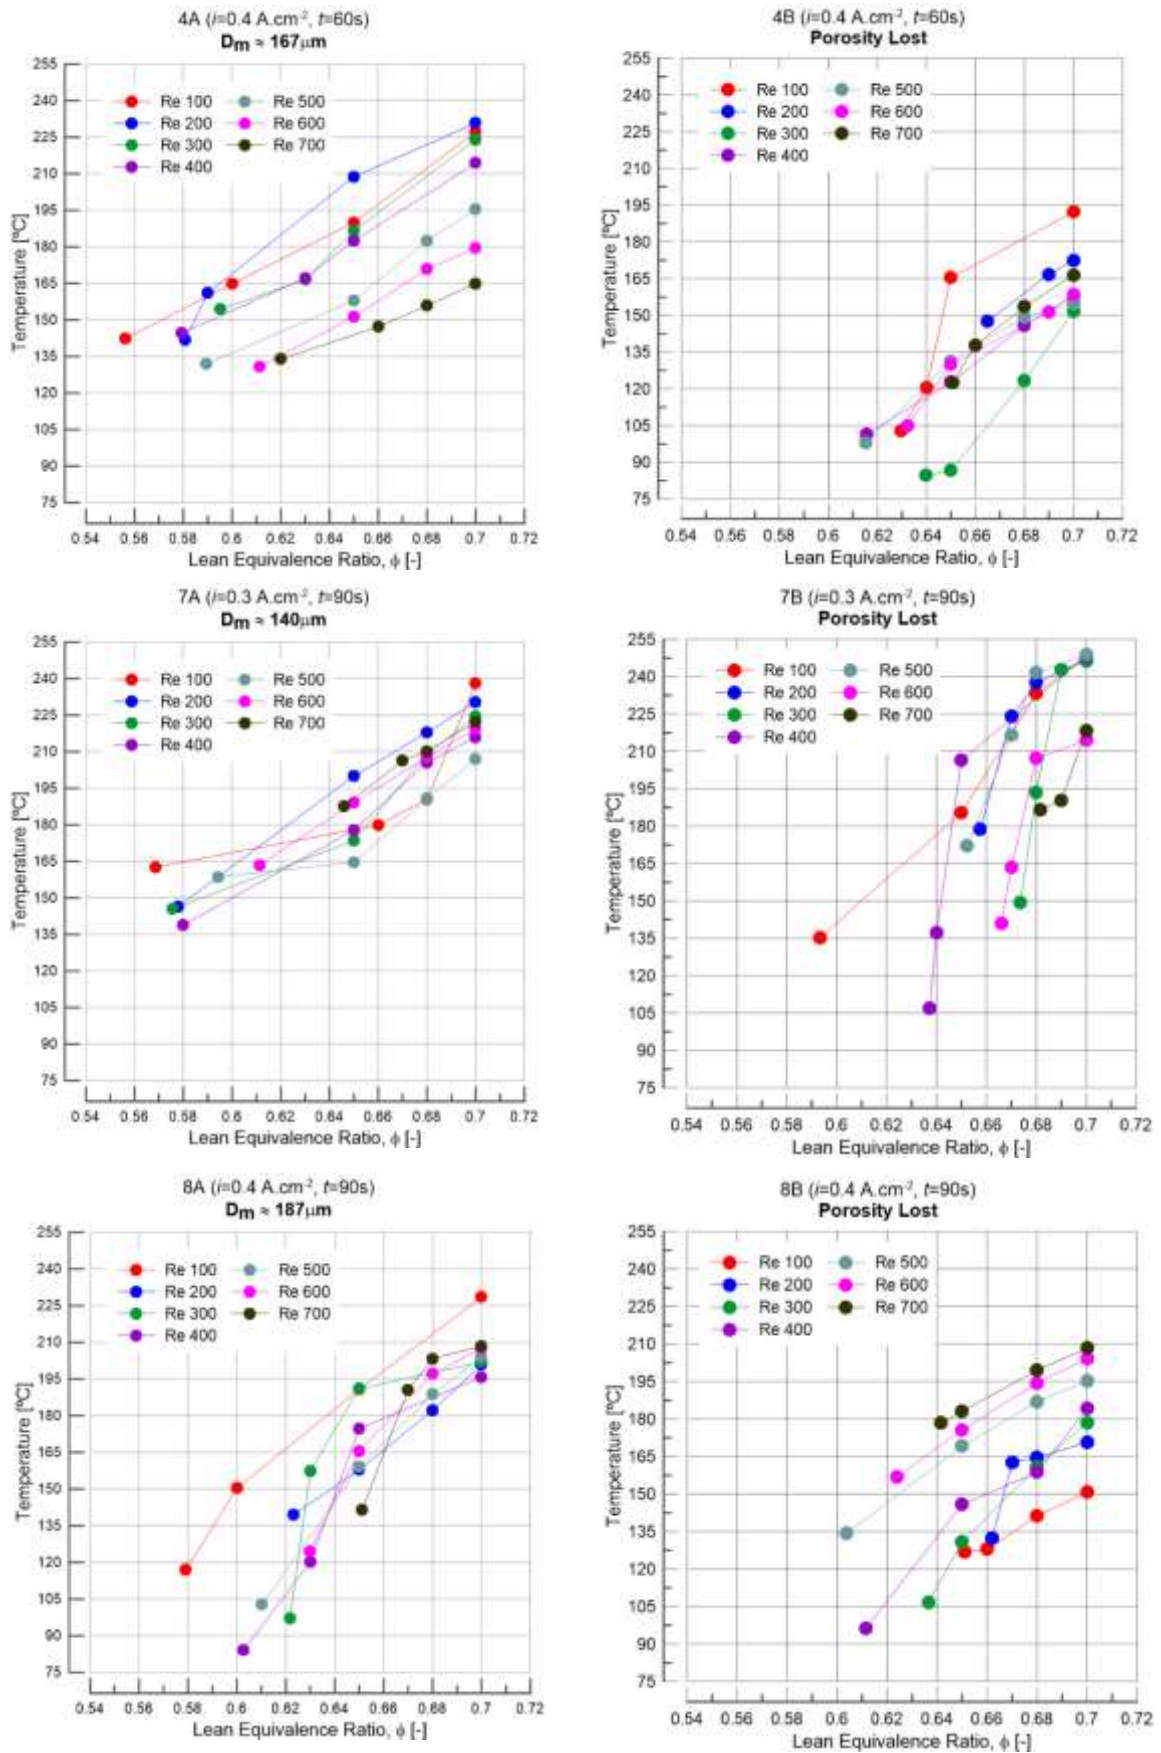 4A (i=0.4 A.cm-2, t=60s)
Dm ≈ 167μm
255
240
225
210
195
180
165
150
135
120
105
90
75
Temperature [ºC]
Re 100
Re 200
Re 300
Re 400
Re 500
Re 600
Re 700
0.54 0.56 0.58 0.6 0.62 0.64 0.66 0.68 0.7 0.72
Lean Equivalence Ratio, ϕ [-]
4B (i=0.4 A.cm-2, t=60s)
Porosity Lost
255
240
225
210
195
180
165
150
135
120
105
90
75
Temperature [ºC]
Re 100
Re 200
Re 300
Re 400
Re 500
Re 600
Re 700
0.54 0.56 0.58 0.6 0.62 0.64 0.66 0.68 0.7 0.72
Lean Equivalence Ratio, ϕ [-]
7A (i=0.3 A.cm-2, t=90s)
Dm ≈ 140μm
255
240
225
210
195
180
165
150
135
120
105
90
75
Temperature [ºC]
Re 100
Re 200
Re 300
Re 400
Re 500
Re 600
Re 700
0.54 0.56 0.58 0.6 0.62 0.64 0.66 0.68 0.7 0.72
Lean Equivalence Ratio, ϕ [-]
7B (i=0.3 A.cm-2, t=90s)
Porosity Lost
255
240
225
210
195
180
165
150
135
120
105
90
75
Temperature [ºC]
Re 100
Re 200
Re 300
Re 400
Re 500
Re 600
Re 700
0.54 0.56 0.58 0.6 0.62 0.64 0.66 0.68 0.7 0.72
Lean Equivalence Ratio, ϕ [-]
8A (i=0.4 A.cm-2, t=90s)
Dm ≈ 187μm
255
240
225
210
195
180
165
150
135
120
105
90
75
Temperature [ºC]
Re 100
Re 200
Re 300
Re 400
Re 500
Re 600
Re 700
0.54 0.56 0.58 0.6 0.62 0.64 0.66 0.68 0.7 0.72
Lean Equivalence Ratio, ϕ [-]
8B (i=0.4 A.cm-2, t=90s)
Porosity Lost
255
240
225
210
195
180
165
150
135
120
105
90
75
Temperature [ºC]
Re 100
Re 200
Re 300
Re 400
Re 500
Re 600
Re 700
0.54 0.56 0.58 0.6 0.62 0.64 0.66 0.68 0.7 0.72
Lean Equivalence Ratio, ϕ [-]